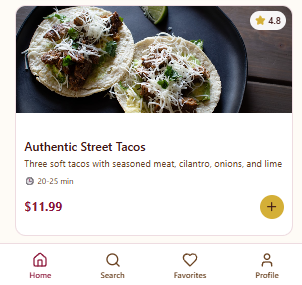 4.8
Authentic Street Tacos
Three soft tacos with seasoned meat, cilantro, onions, and lime
20-25 min
$11.99
+
Home
Search
Favorites
Profile